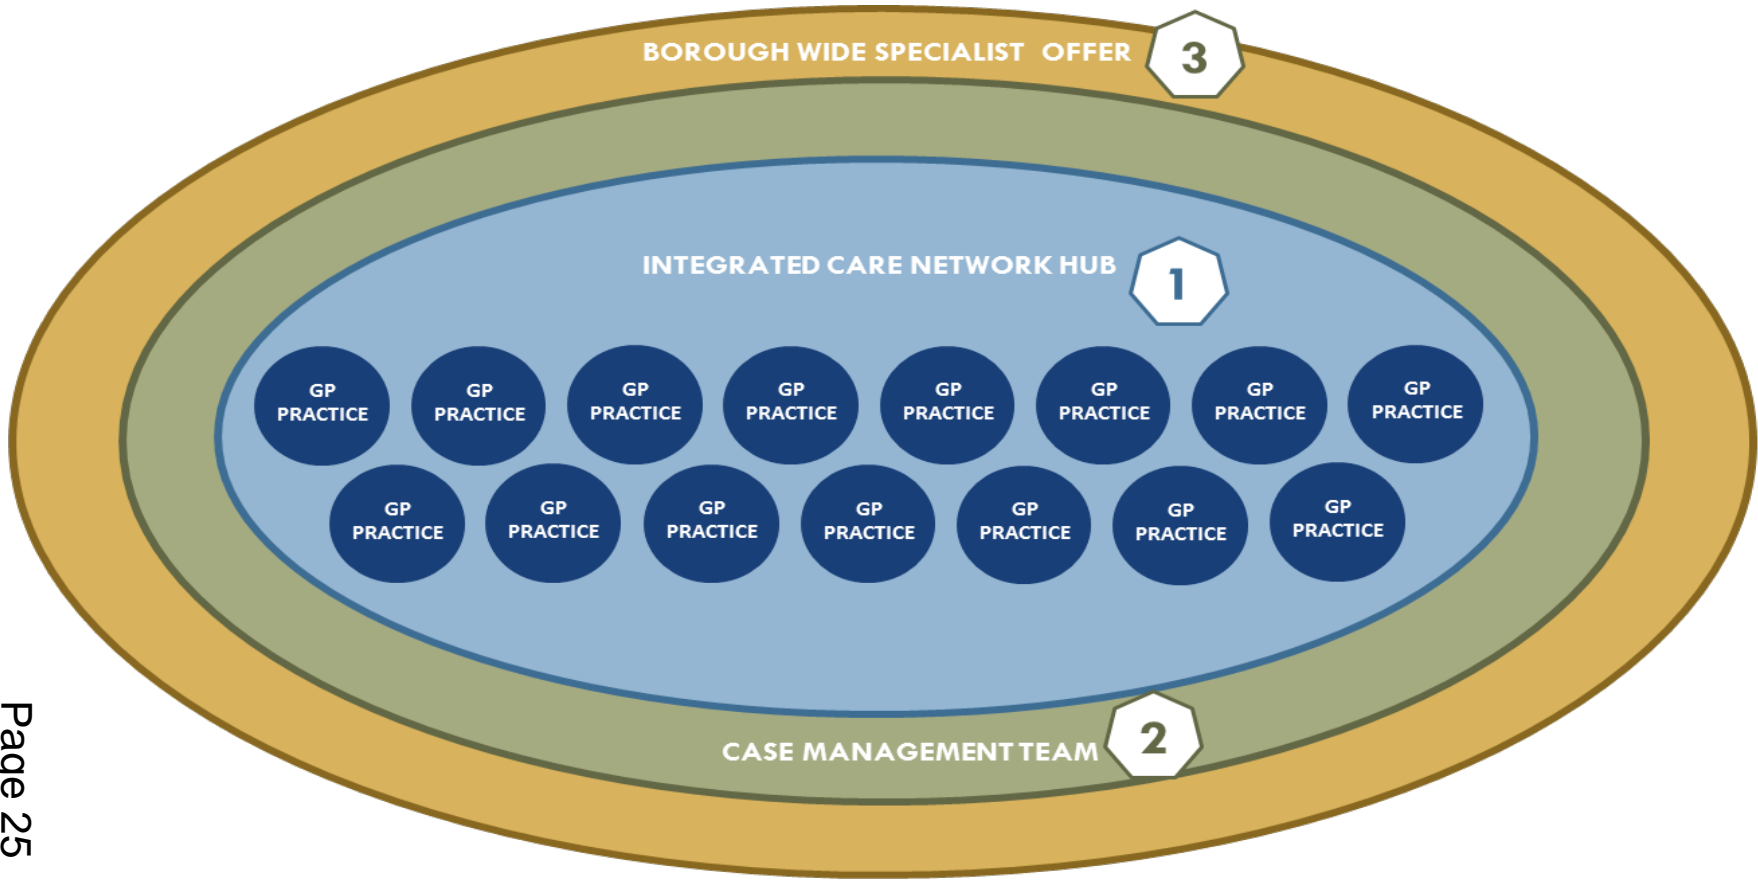 BOROUGH WIDE SPECIALIST OFFER
3
INTEGRATED CARE NETWORK HUB
1
GP
PRACTICE
GP
PRACTICE
GP
PRACTICE
GP
PRACTICE
GP
PRACTICE
GP
PRACTICE
GP
PRACTICE
GP
PRACTICE
GP
PRACTICE
GP
PRACTICE
GP
PRACTICE
GP
PRACTICE
GP
PRACTICE
GP
PRACTICE
GP
PRACTICE
CASE MANAGEMENT TEAM
2
Page 25